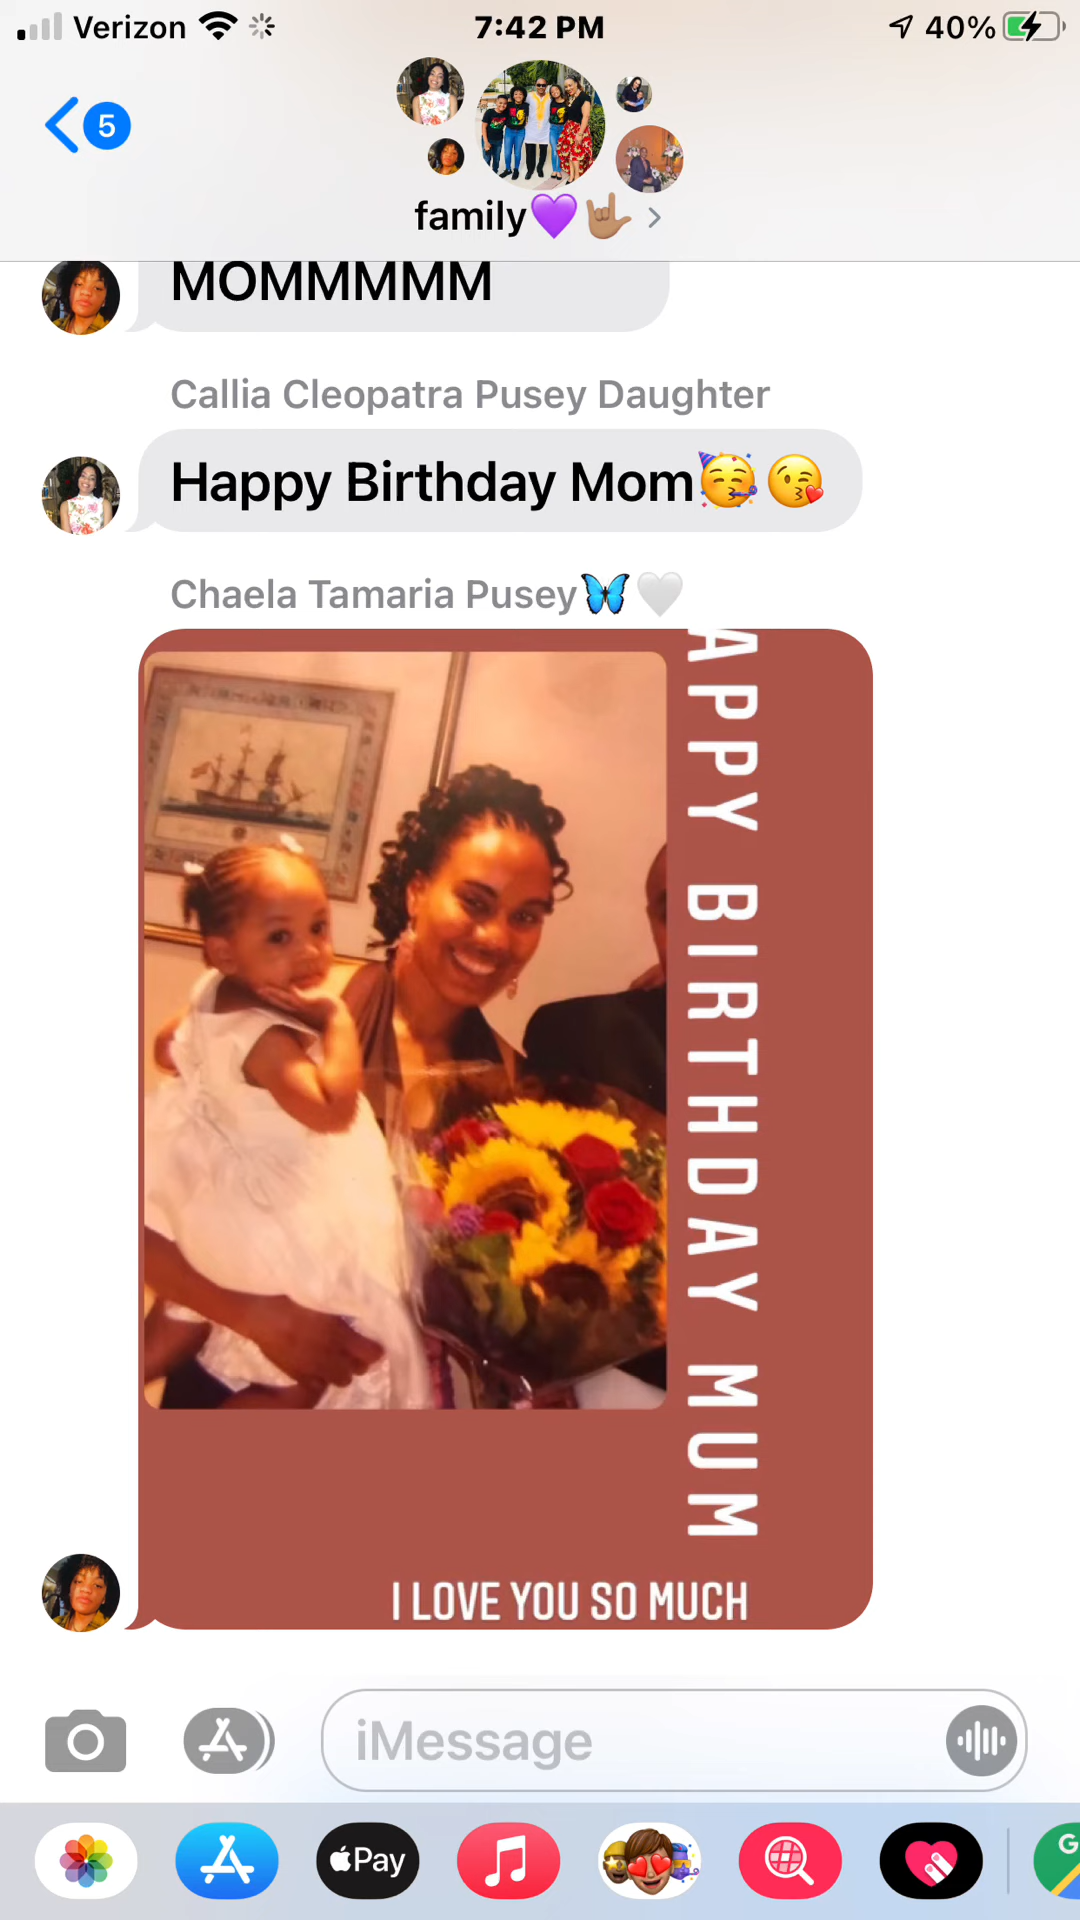 Verizon 7:42 PM 40%
5
family💜🤟🏽 >
MOMMMMM
Callia Cleopatra Pusey Daughter
Happy Birthday Mom🥳😘
Chaela Tamaria Pusey🦋🤍
APPY BIRTHDAY MUM
I LOVE YOU SO MUCH
iMessage
Pay
G